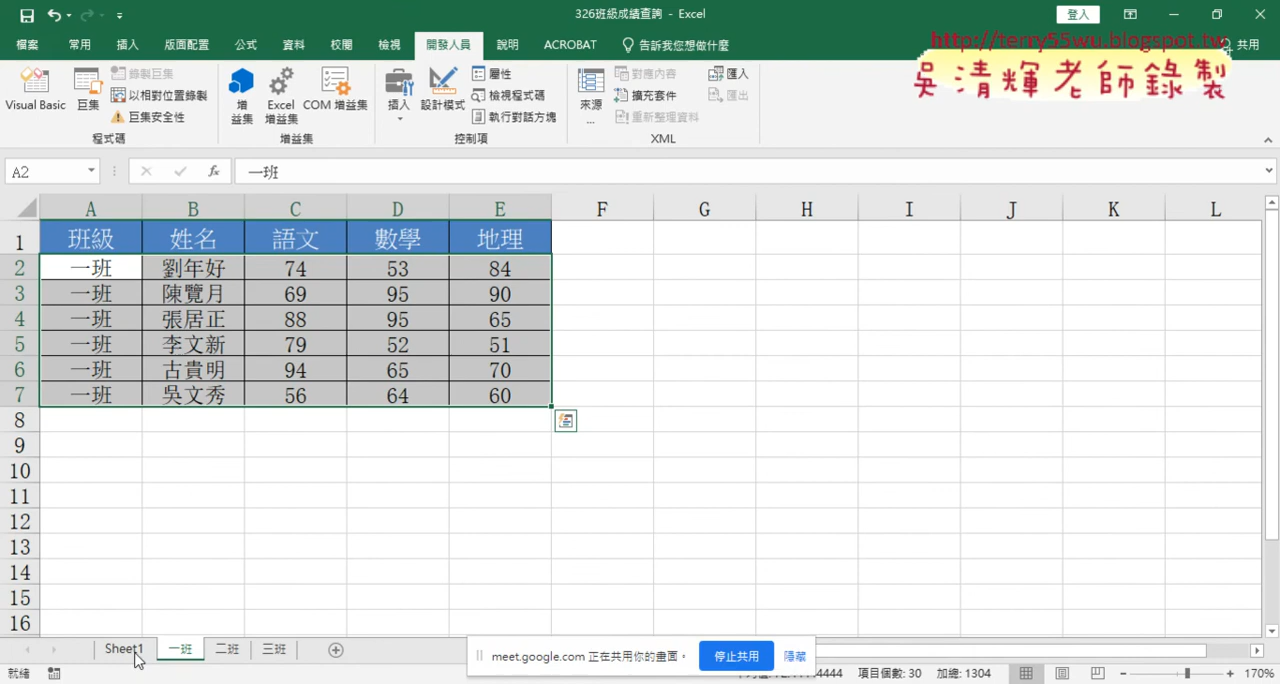 326班級成績查詢 - Excel
登入
檔案 常用 插入 版面配置 公式 資料 校閱 檢視 開發人員 說明 ACROBAT 告訴我您想做什麼 共用
http://terry55wu.blogspot.tw
吳清輝老師錄製
Visual Basic 巨集 錄製巨集 以相對位置錄製 巨集安全性 程式碼
增益集 Excel 增益集 COM 增益集 增益集
插入 設計模式 屬性 檢視程式碼 執行對話方塊 控制項
來源... 對應內容 擴充套件 重新整理資料 匯入 匯出 XML
A2 fx 一班
A B C D E F G H I J K L
1 班級 姓名 語文 數學 地理
2 一班 劉年好 74 53 84
3 一班 陳覽月 69 95 90
4 一班 張居正 88 95 65
5 一班 李文新 79 52 51
6 一班 古貴明 94 65 70
7 一班 吳文秀 56 64 60
8
9
10
11
12
13
14
15
16
Sheet1 一班 二班 三班
meet.google.com 正在共用你的畫面。 停止共用 隱藏
就緒 項目個數: 30 加總: 1304 170%